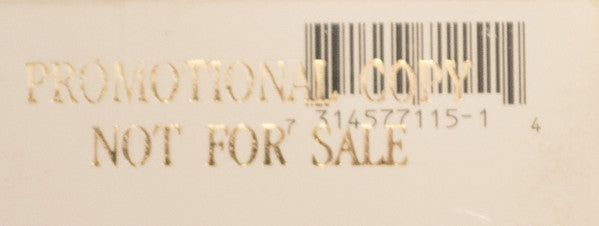 PROMOTIONAL COPY
7 314577115-1 4
NOT FOR SALE